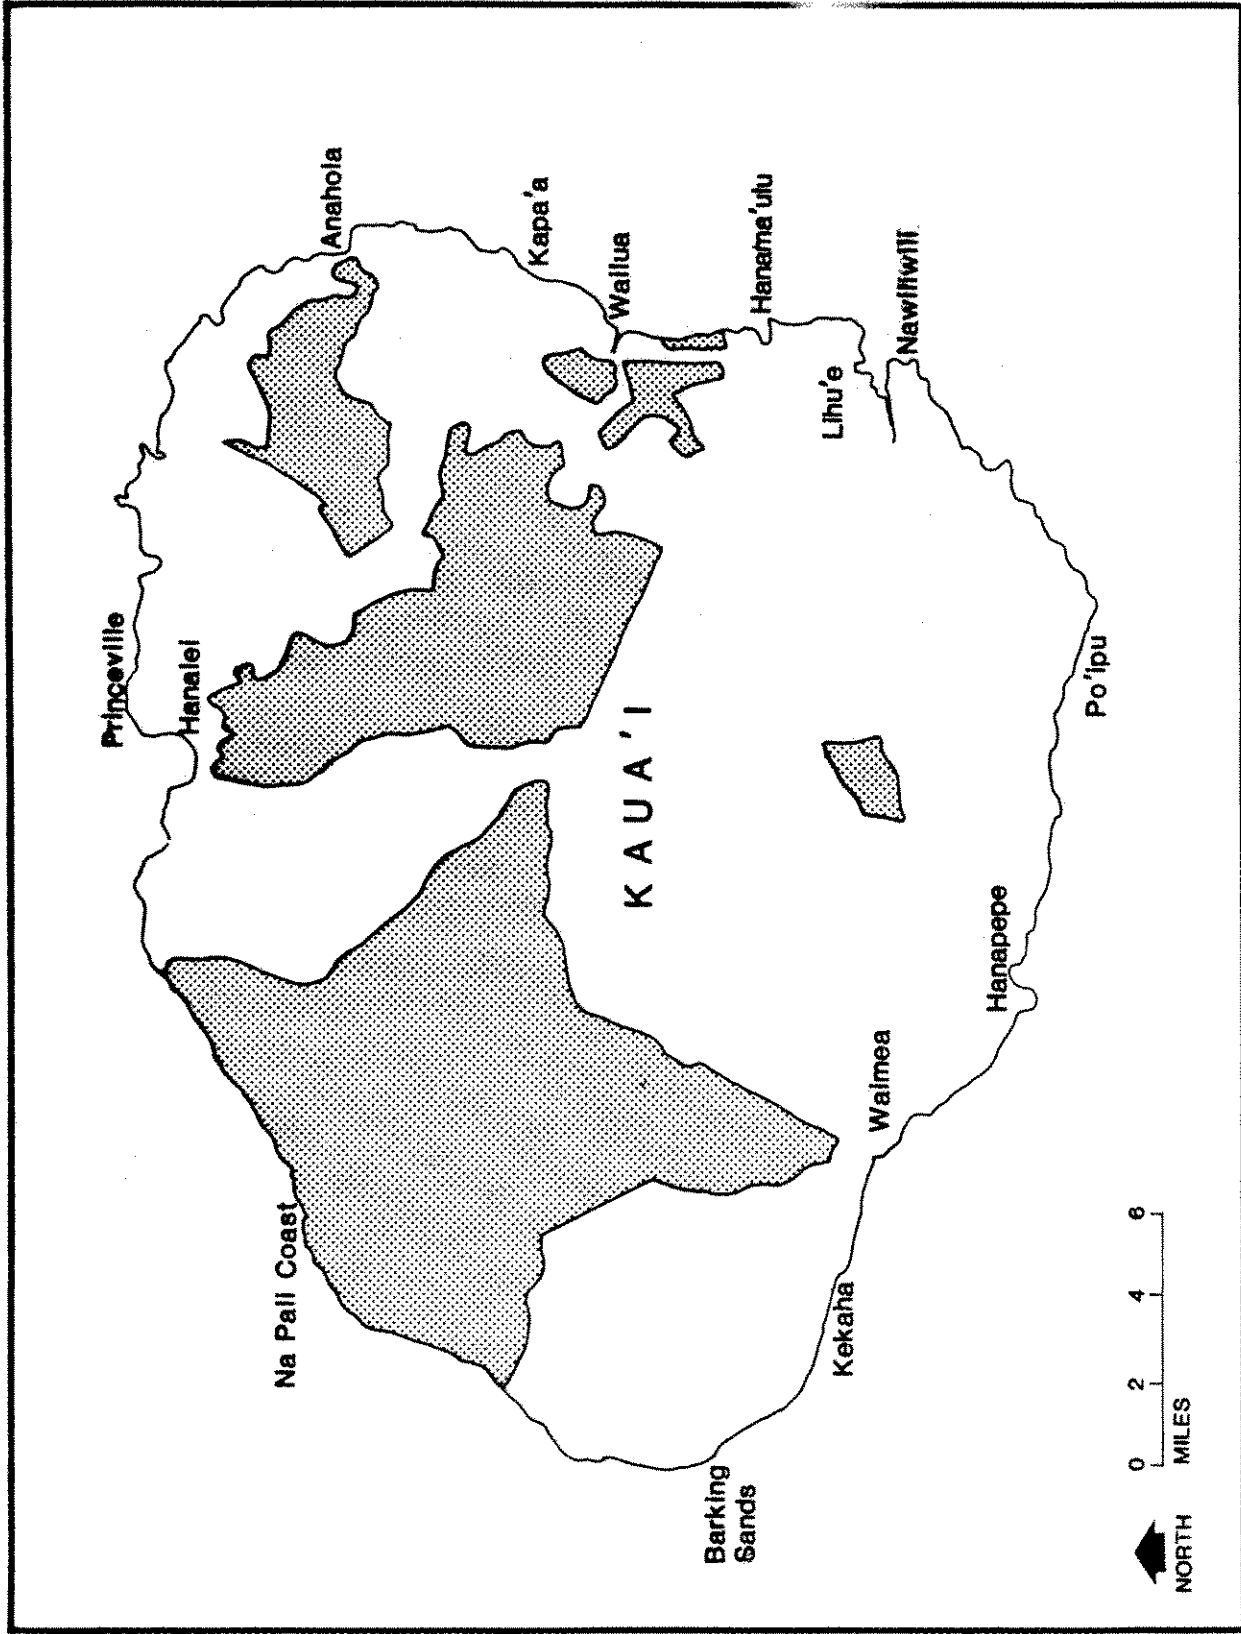 Princeville
Hanalei
Anahola
Kapa'a
Wailua
Hanama'ulu
Lihu'e
Nawiliwili
Na Pali Coast
KAUA'I
Po'ipu
Hanapepe
Waimea
Kekaha
Barking
Sands
0 2 4 6
MILES
NORTH